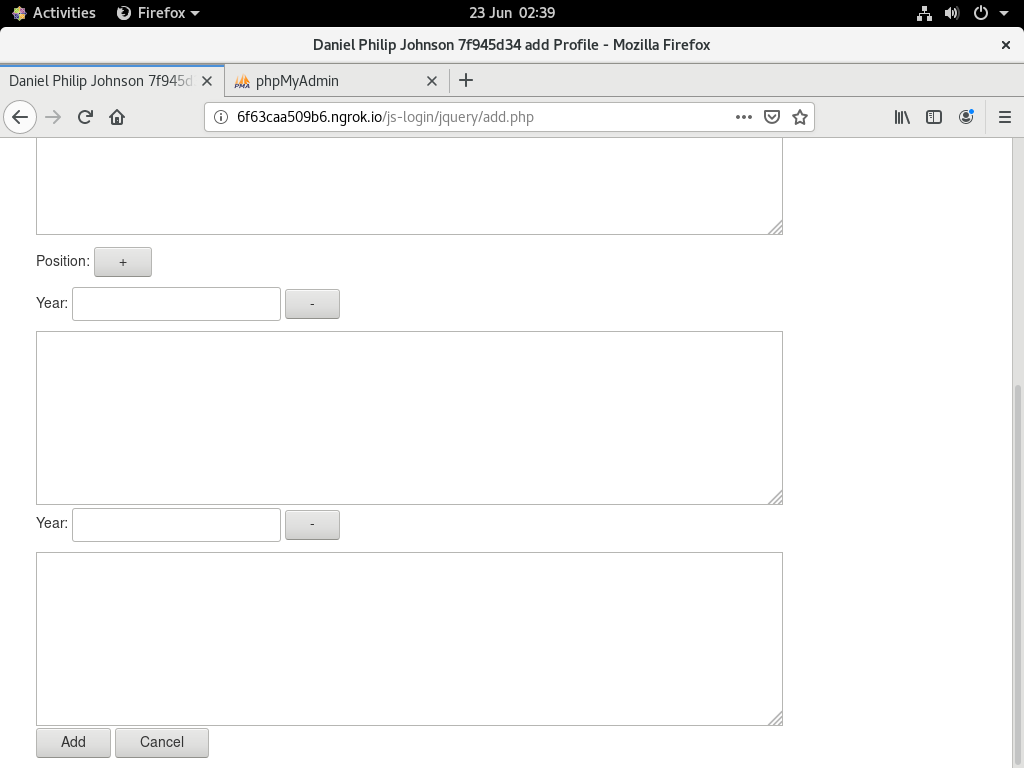 Activities Firefox 23 Jun 02:39
Daniel Philip Johnson 7f945d34 add Profile - Mozilla Firefox
Daniel Philip Johnson 7f945d PMA phpMyAdmin
6f63caa509b6.ngrok.io/js-login/jquery/add.php
Position: +
Year: -
Year: -
Add Cancel